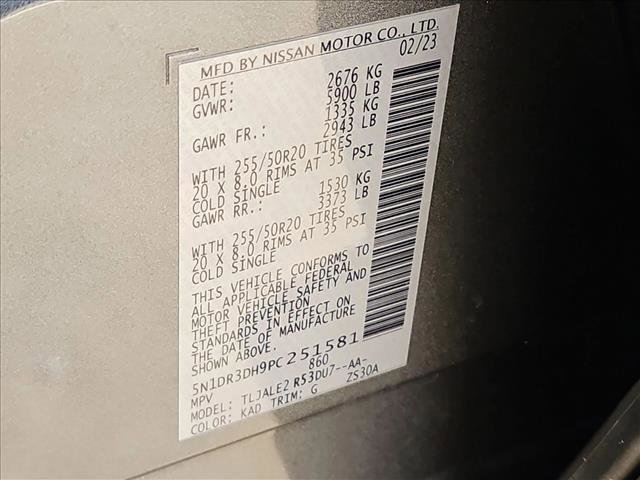 MFD BY NISSAN MOTOR CO., LTD.
DATE: 02/23
GVWR: 2676 KG
5900 LB
GAWR FR.: 1335 KG
2943 LB
WITH 255/50R20 TIRES
20 X 8.0 RIMS AT 35 PSI
COLD SINGLE
GAWR RR.: 1530 KG
3373 LB
WITH 255/50R20 TIRES
20 X 8.0 RIMS AT 35 PSI
COLD SINGLE
THIS VEHICLE CONFORMS TO
ALL APPLICABLE FEDERAL
MOTOR VEHICLE SAFETY AND
THEFT PREVENTION
STANDARDS IN EFFECT ON
THE DATE OF MANUFACTURE
SHOWN ABOVE.
5N1DR3DH9PC251581
MPV 860
MODEL: TLJALE2 R53DU7--AA-
COLOR: KAD TRIM: G ZS30A